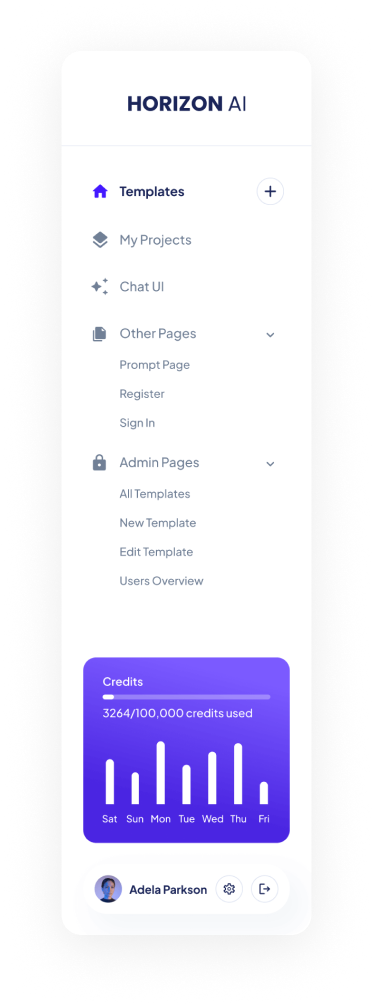 HORIZON AI
Templates
My Projects
Chat UI
Other Pages
Prompt Page
Register
Sign In
Admin Pages
All Templates
New Template
Edit Template
Users Overview
Credits
3264/100,000 credits used
Sat Sun Mon Tue Wed Thu Fri
Adela Parkson